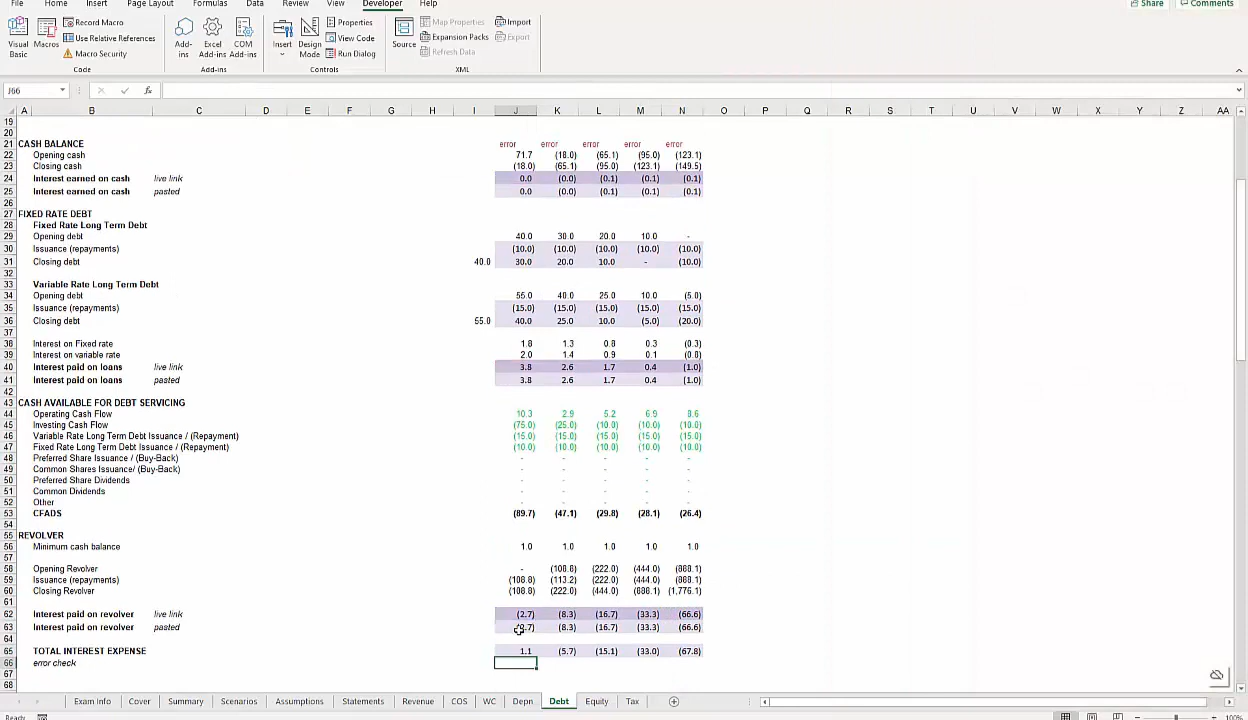 File Home Insert Page Layout Formulas Data Review View Developer Help Share Comments
Visual Basic Macros Record Macro Use Relative References Macro Security Code
Add-ins Excel Add-ins COM Add-ins Add-ins
Insert Design Mode Properties View Code Run Dialog Controls
Source Map Properties Expansion Packs Refresh Data Import Export XML
J66 fx
A B C D E F G H I J K L M N O P Q R S T U V W X Y Z AA
19
20
21 CASH BALANCE error error error error error
22 Opening cash 71.7 (18.0) (65.1) (95.0) (123.1)
23 Closing cash (18.0) (65.1) (95.0) (123.1) (149.5)
24 Interest earned on cash live link 0.0 (0.0) (0.1) (0.1) (0.1)
25 Interest earned on cash pasted 0.0 (0.0) (0.1) (0.1) (0.1)
26
27 FIXED RATE DEBT
28 Fixed Rate Long Term Debt
29 Opening debt 40.0 30.0 20.0 10.0 -
30 Issuance (repayments) (10.0) (10.0) (10.0) (10.0) (10.0)
31 Closing debt 40.0 30.0 20.0 10.0 - (10.0)
32
33 Variable Rate Long Term Debt
34 Opening debt 55.0 40.0 25.0 10.0 (5.0)
35 Issuance (repayments) (15.0) (15.0) (15.0) (15.0) (15.0)
36 Closing debt 55.0 40.0 25.0 10.0 (5.0) (20.0)
37
38 Interest on Fixed rate 1.8 1.3 0.8 0.3 (0.3)
39 Interest on variable rate 2.0 1.4 0.9 0.1 (0.8)
40 Interest paid on loans live link 3.8 2.6 1.7 0.4 (1.0)
41 Interest paid on loans pasted 3.8 2.6 1.7 0.4 (1.0)
42
43 CASH AVAILABLE FOR DEBT SERVICING
44 Operating Cash Flow 10.3 2.9 5.2 6.9 8.6
45 Investing Cash Flow (75.0) (25.0) (10.0) (10.0) (10.0)
46 Variable Rate Long Term Debt Issuance / (Repayment) (15.0) (15.0) (15.0) (15.0) (15.0)
47 Fixed Rate Long Term Debt Issuance / (Repayment) (10.0) (10.0) (10.0) (10.0) (10.0)
48 Preferred Share Issuance / (Buy-Back) - - - - -
49 Common Shares Issuance/ (Buy-Back) - - - - -
50 Preferred Share Dividends - - - - -
51 Common Dividends - - - - -
52 Other - - - - -
53 CFADS (89.7) (47.1) (29.8) (28.1) (26.4)
54
55 REVOLVER
56 Minimum cash balance 1.0 1.0 1.0 1.0 1.0
57
58 Opening Revolver - (108.8) (222.0) (444.0) (888.1)
59 Issuance (repayments) (108.8) (113.2) (222.0) (444.0) (888.1)
60 Closing Revolver (108.8) (222.0) (444.0) (888.1) (1,776.1)
61
62 Interest paid on revolver live link (2.7) (8.3) (16.7) (33.3) (66.6)
63 Interest paid on revolver pasted (8.3) (16.7) (33.3) (66.6)
64
65 TOTAL INTEREST EXPENSE 1.1 (5.7) (15.1) (33.0) (67.8)
66 error check
67
68
Exam Info Cover Summary Scenarios Assumptions Statements Revenue COS WC Depn Debt Equity Tax
Ready 100%